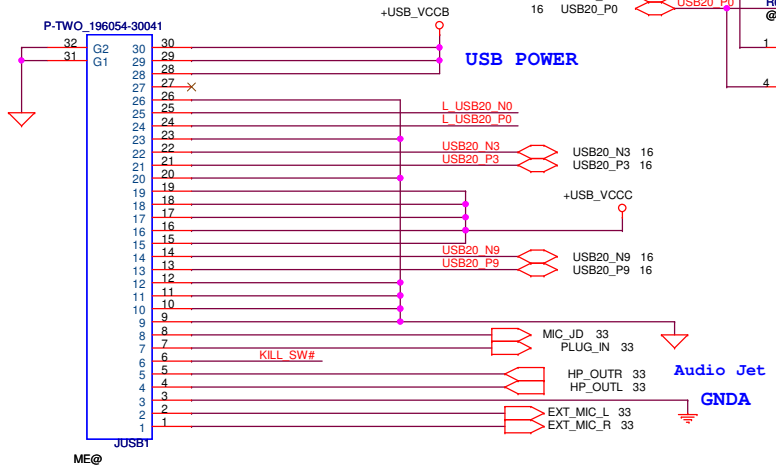 +USB_VCCB
16 USB20_P0 USB20_P0
@
P-TWO_196054-30041
32 G2 30 30
31 G1 29 29
28 28
USB POWER
27 27
26 26
25 25 L_USB20_N0
24 24 L_USB20_P0
23 23
22 22 USB20_N3 USB20_N3 16
21 21 USB20_P3 USB20_P3 16
20 20
19 19
18 18 +USB_VCCC
17 17
16 16
15 15
14 14 USB20_N9 USB20_N9 16
13 13 USB20_P9 USB20_P9 16
12 12
11 11
10 10
9 9
8 8 MIC_JD 33
7 7 PLUG_IN 33
6 6 KILL_SW#
5 5 HP_OUTR 33
Audio Jet
4 4 HP_OUTL 33
3 3 GNDA
2 2 EXT_MIC_L 33
1 1 EXT_MIC_R 33
JUSB1
ME@
1
4